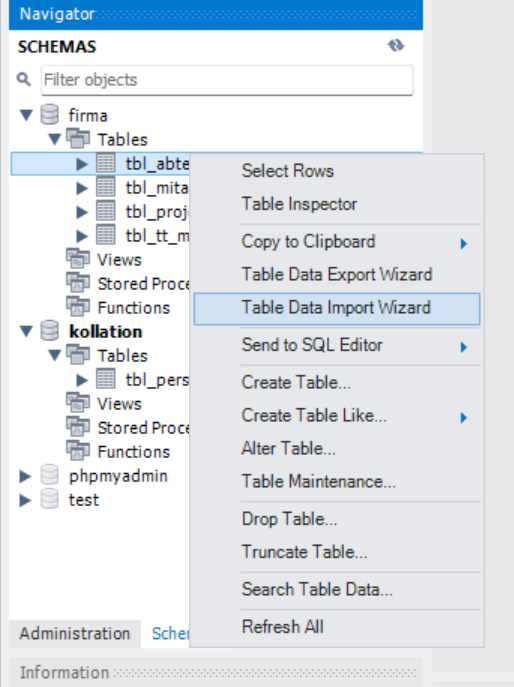 Navigator
SCHEMAS
Filter objects
firma
Tables
tbl_abte
tbl_mita
tbl_proj
tbl_tt_m
Views
Stored Proce
Functions
kollation
Tables
tbl_pers
Views
Stored Proce
Functions
phpmyadmin
test
Select Rows
Table Inspector
Copy to Clipboard
Table Data Export Wizard
Table Data Import Wizard
Send to SQL Editor
Create Table...
Create Table Like...
Alter Table...
Table Maintenance...
Drop Table...
Truncate Table...
Search Table Data...
Refresh All
Administration
Sche
Information